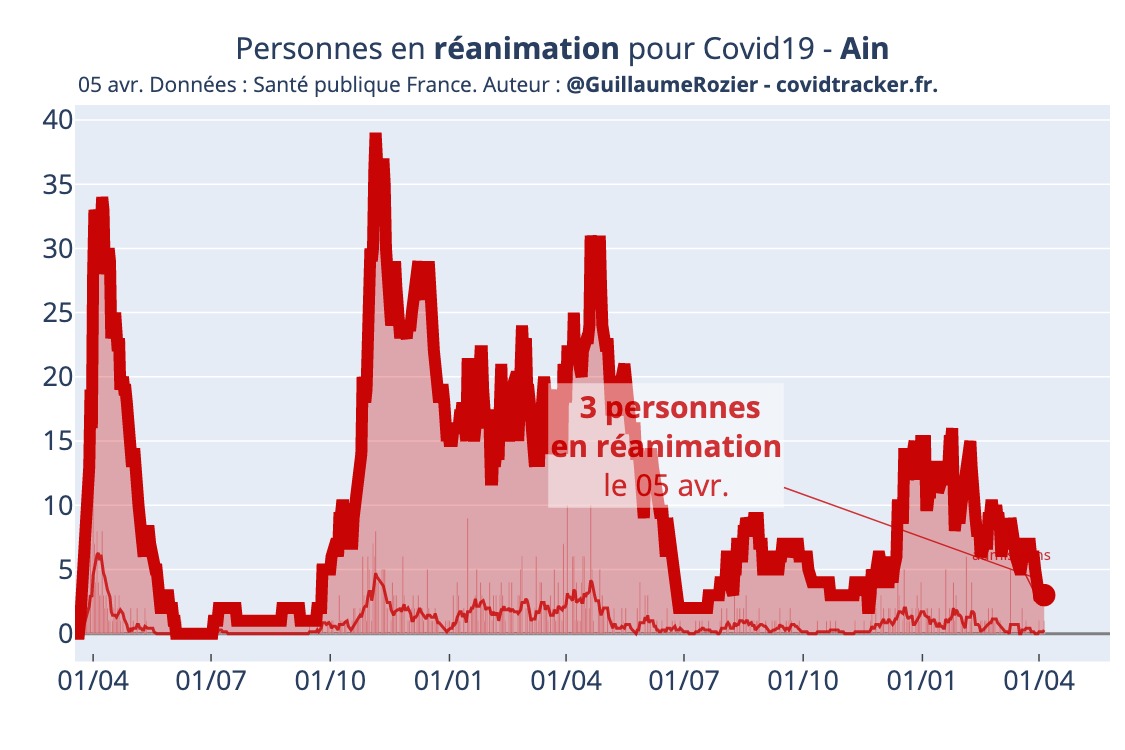 Personnes en réanimation pour Covid19 - Ain
05 avr. Données : Santé publique France. Auteur : @GuillaumeRozier - covidtracker.fr.
40
35
30
25
20
15
10
5
0
3 personnes
en réanimation
le 05 avr.
01/04 01/07 01/10 01/01 01/04 01/07 01/10 01/01 01/04